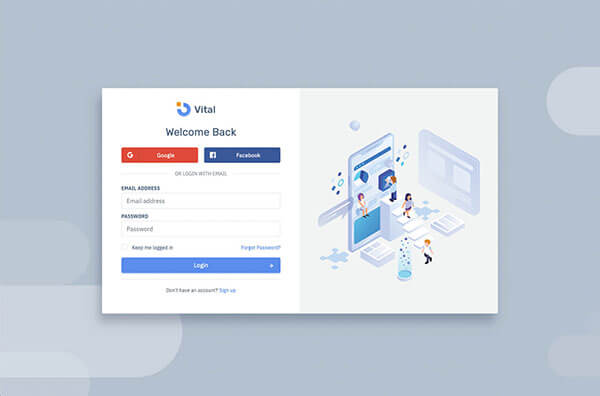 Vital
Welcome Back
Google
Facebook
OR LOGIN WITH EMAIL
EMAIL ADDRESS
Email address
PASSWORD
Password
Keep me logged in
Forgot Password?
Login
Don't have an account? Sign up